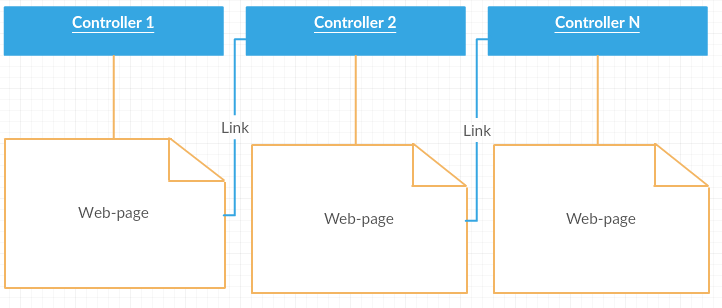 Controller 1
Controller 2
Controller N
Link
Link
Web-page
Web-page
Web-page